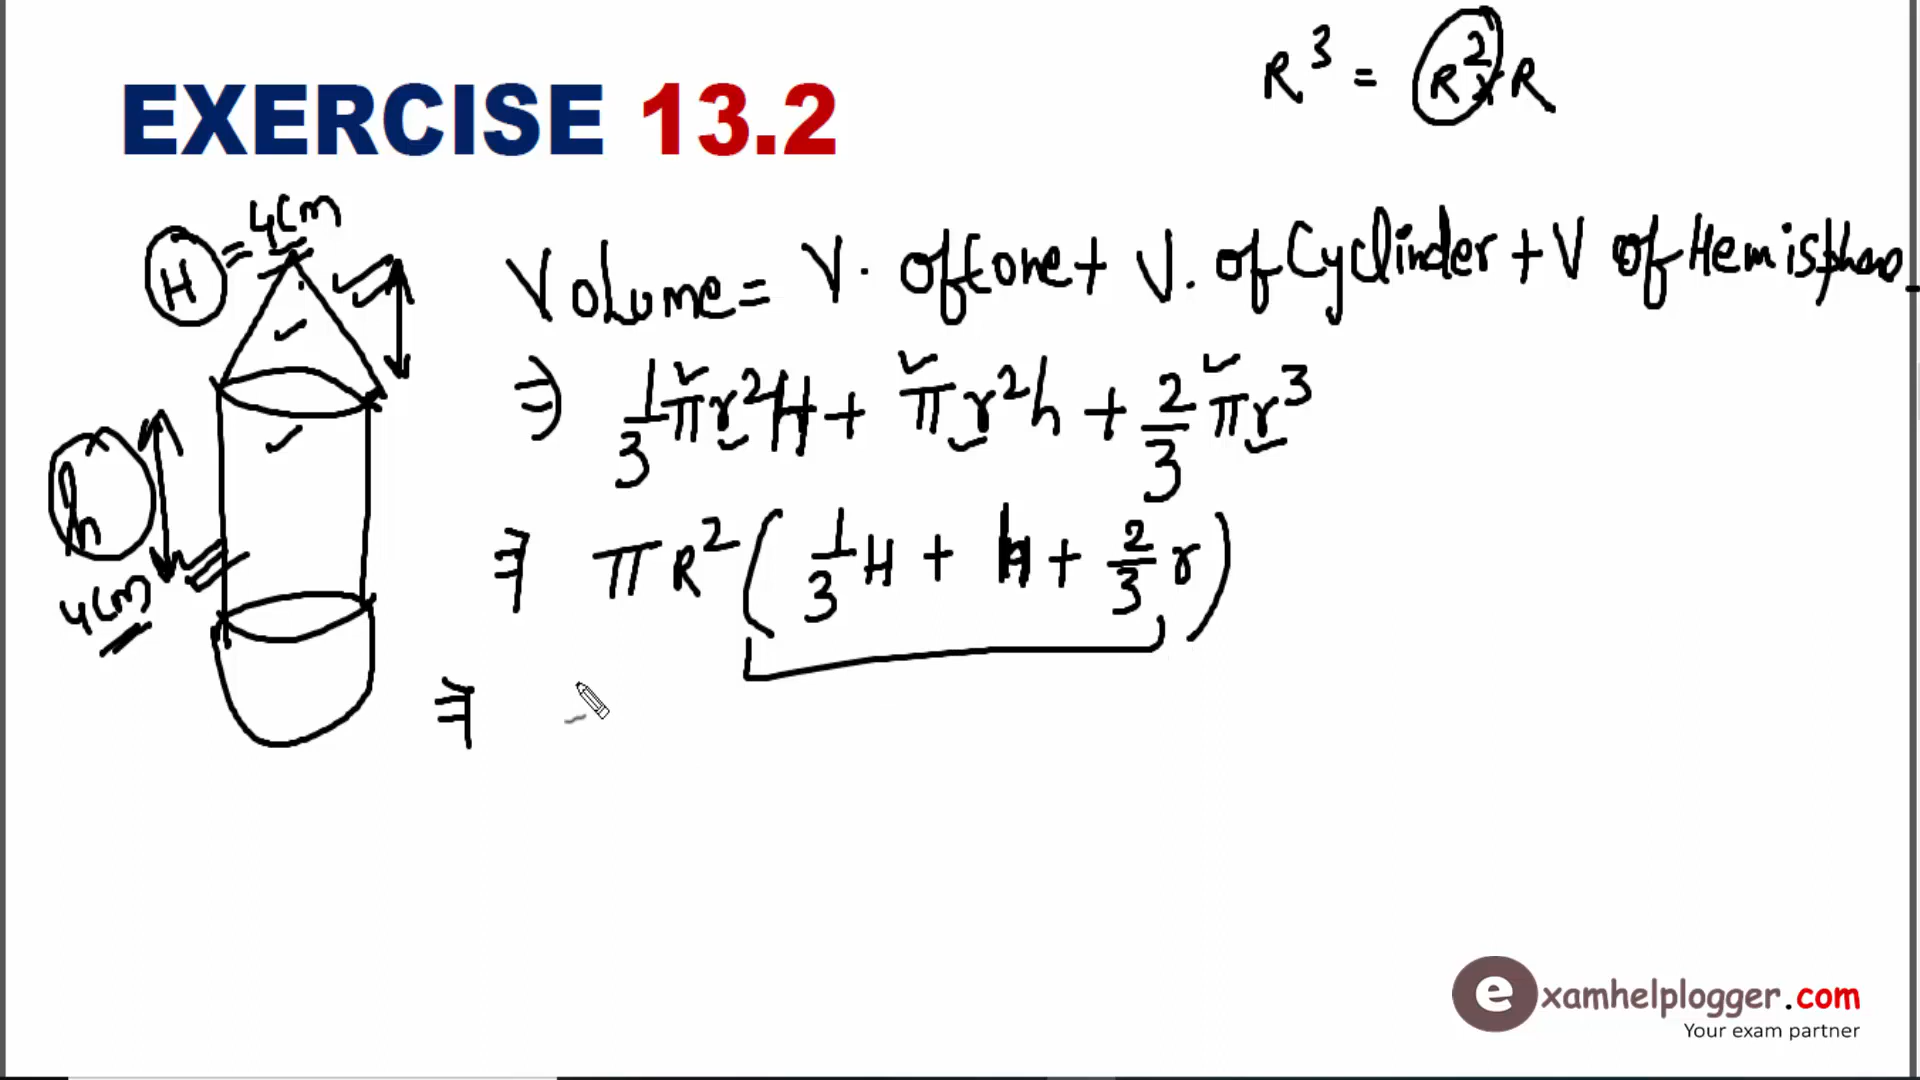 R³ = R² × R
EXERCISE 13.2
H = 4cm
Volume = V. of Cone + V. of Cyclinder + V of Hemisphere
⇒ 1/3 πr²H + πr²h + 2/3 πr³
h
4cm
⇒ πR² (1/3 H + h + 2/3 r)
⇒
examhelplogger.com
Your exam partner